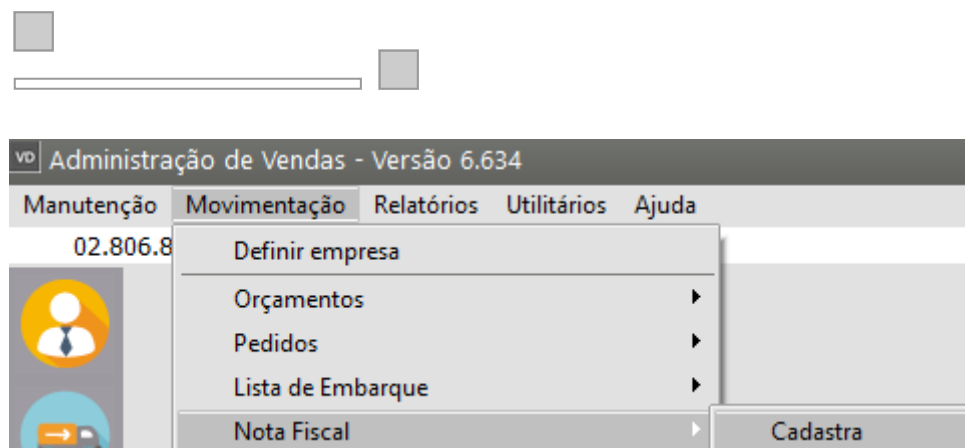 VD Administração de Vendas - Versão 6.634
Manutenção Movimentação Relatórios Utilitários Ajuda
02.806.8
Definir empresa
Orçamentos
Pedidos
Lista de Embarque
Nota Fiscal Cadastra